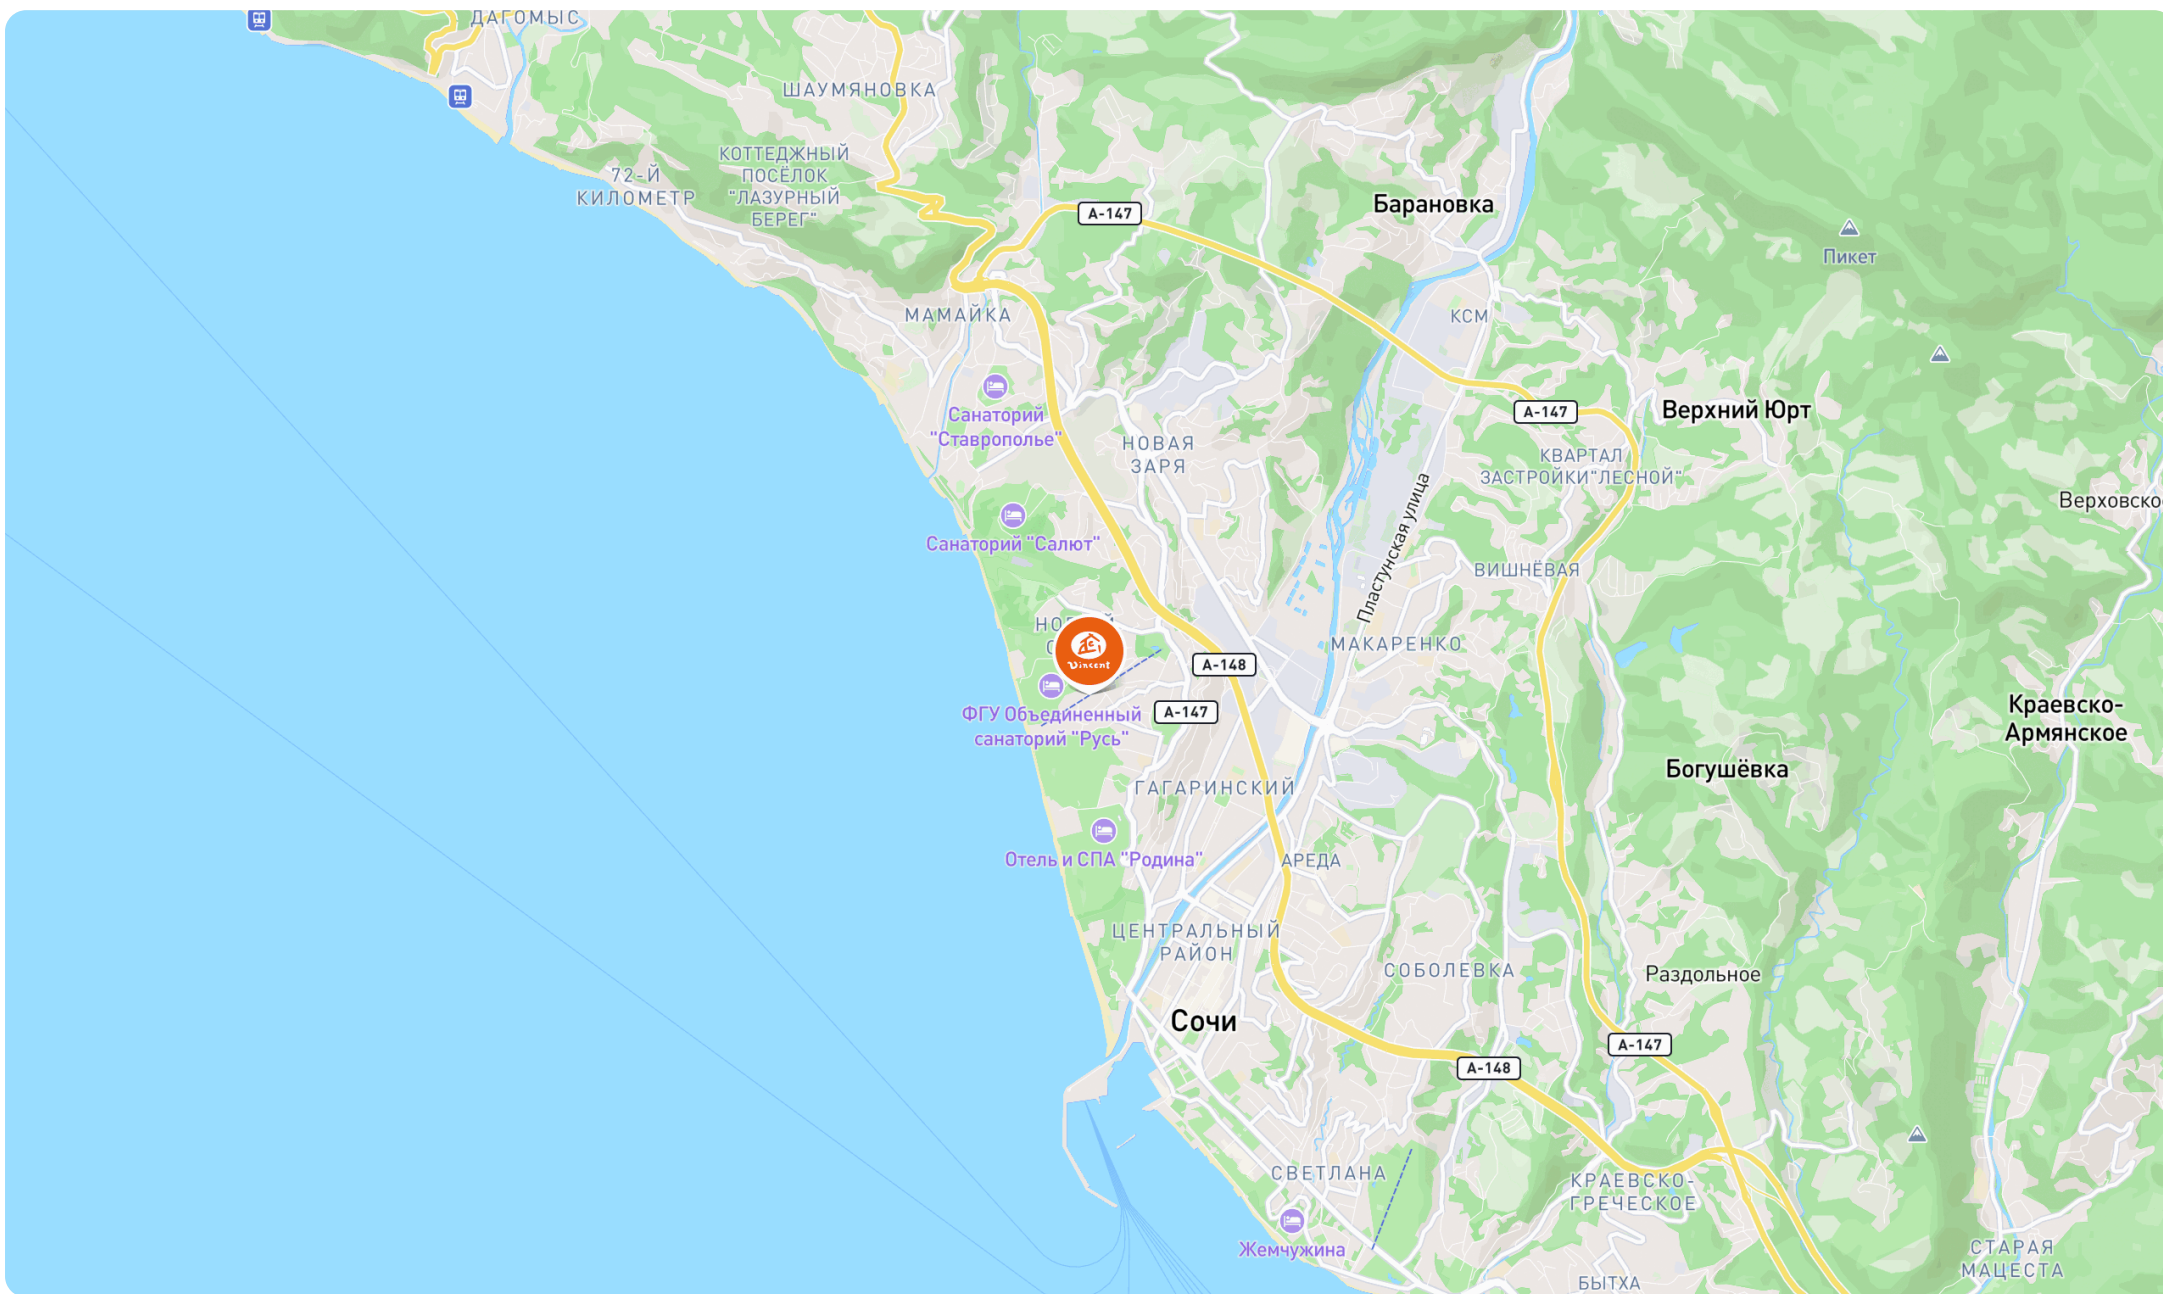 ДАГОМЫС
ШАУМЯНОВКА
КОТТЕДЖНЫЙ
ПОСЁЛОК
"ЛАЗУРНЫЙ
БЕРЕГ"
72-Й
КИЛОМЕТР
А-147
Барановка
Пикет
МАМАЙКА
КСМ
Санаторий
"Ставрополье"
НОВАЯ
ЗАРЯ
А-147
Верхний Юрт
КВАРТАЛ
ЗАСТРОЙКИ"ЛЕСНОЙ"
Верховско
Пластунская улица
Санаторий "Салют"
ВИШНЁВАЯ
МАКАРЕНКО
Vincent
А-148
А-147
ФГУ Объединенный
санаторий "Русь"
Краевско-
Армянское
Богушёвка
ГАГАРИНСКИЙ
Отель и СПА "Родина"
АРЕДА
ЦЕНТРАЛЬНЫЙ
РАЙОН
СОБОЛЕВКА
Раздольное
Сочи
А-147
А-148
СВЕТЛАНА
КРАЕВСКО-
ГРЕЧЕСКОЕ
Жемчужина
СТАРАЯ
МАЦЕСТА
БЫТХА